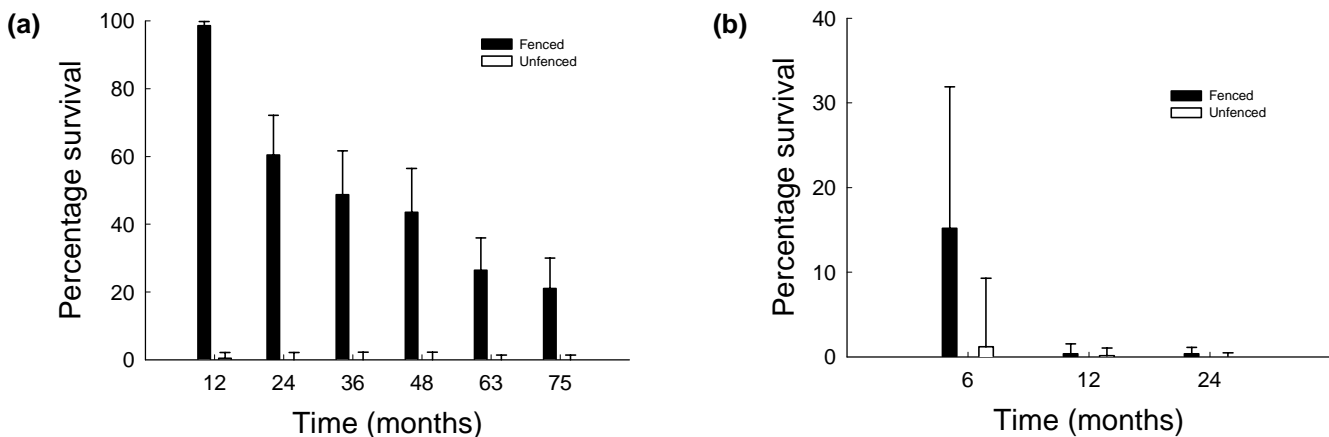 (a)
Percentage survival
100
80
60
40
20
0
Fenced
Unfenced
12 24 36 48 63 75
Time (months)
(b)
Percentage survival
40
30
20
10
0
Fenced
Unfenced
6 12 24
Time (months)